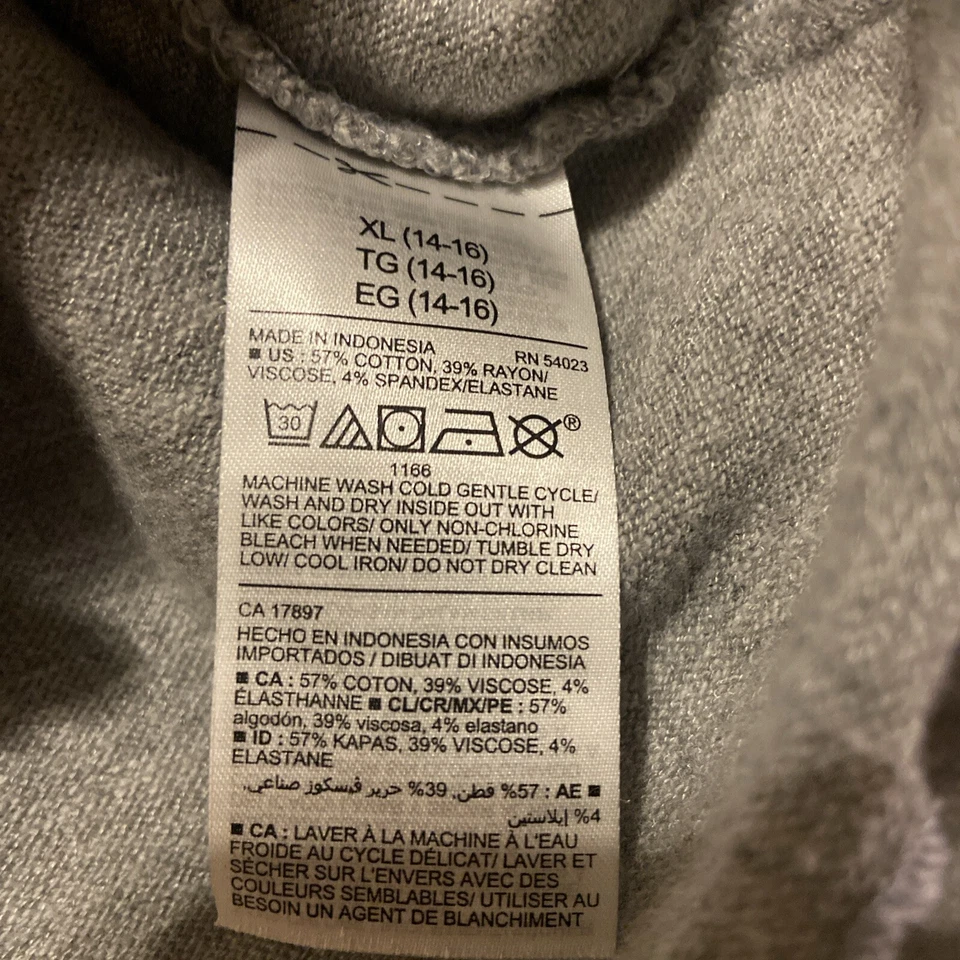 XL (14-16)
TG (14-16)
EG (14-16)
MADE IN INDONESIA RN 54023
■ US : 57% COTTON, 39% RAYON/
VISCOSE, 4% SPANDEX/ELASTANE
30 ®
1166
MACHINE WASH COLD GENTLE CYCLE/
WASH AND DRY INSIDE OUT WITH
LIKE COLORS/ ONLY NON-CHLORINE
BLEACH WHEN NEEDED/ TUMBLE DRY
LOW/ COOL IRON/ DO NOT DRY CLEAN
CA 17897
HECHO EN INDONESIA CON INSUMOS
IMPORTADOS / DIBUAT DI INDONESIA
■ CA : 57% COTON, 39% VISCOSE, 4%
ÉLASTHANNE ■ CL/CR/MX/PE : 57%
algodón, 39% viscosa, 4% elastano
■ ID : 57% KAPAS, 39% VISCOSE, 4%
ELASTANE
■ AE : 57% قطن, 39% حرير ڤيسكوز صناعي,
4% إيلاستين
■ CA : LAVER À LA MACHINE À L'EAU
FROIDE AU CYCLE DÉLICAT/ LAVER ET
SÉCHER SUR L'ENVERS AVEC DES
COULEURS SEMBLABLES/ UTILISER AU
BESOIN UN AGENT DE BLANCHIMENT